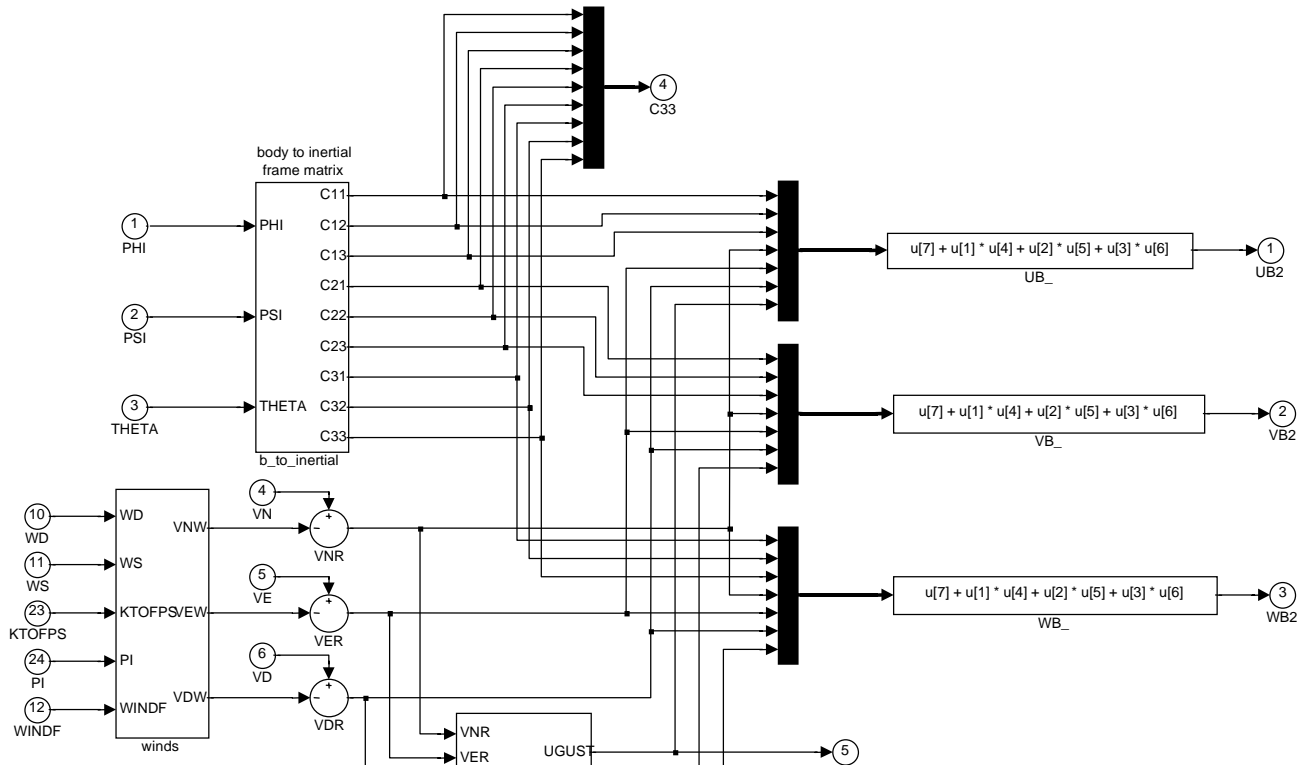 4
C33
body to inertial
frame matrix
PHI
PSI
THETA
C11
C12
C13
C21
C22
C23
C31
C32
C33
b_to_inertial
1
PHI
2
PSI
3
THETA
u[7] + u[1] * u[4] + u[2] * u[5] + u[3] * u[6]
UB_
1
UB2
u[7] + u[1] * u[4] + u[2] * u[5] + u[3] * u[6]
VB_
2
VB2
u[7] + u[1] * u[4] + u[2] * u[5] + u[3] * u[6]
WB_
3
WB2
10
WD
11
WS
23
KTOFPS
24
PI
12
WINDF
WD
WS
KTOFPS
PI
WINDF
VNW
VEW
VDW
winds
4
VN
+
−
VNR
5
VE
+
−
VER
6
VD
+
−
VDR
VNR
VER
UGUST
5